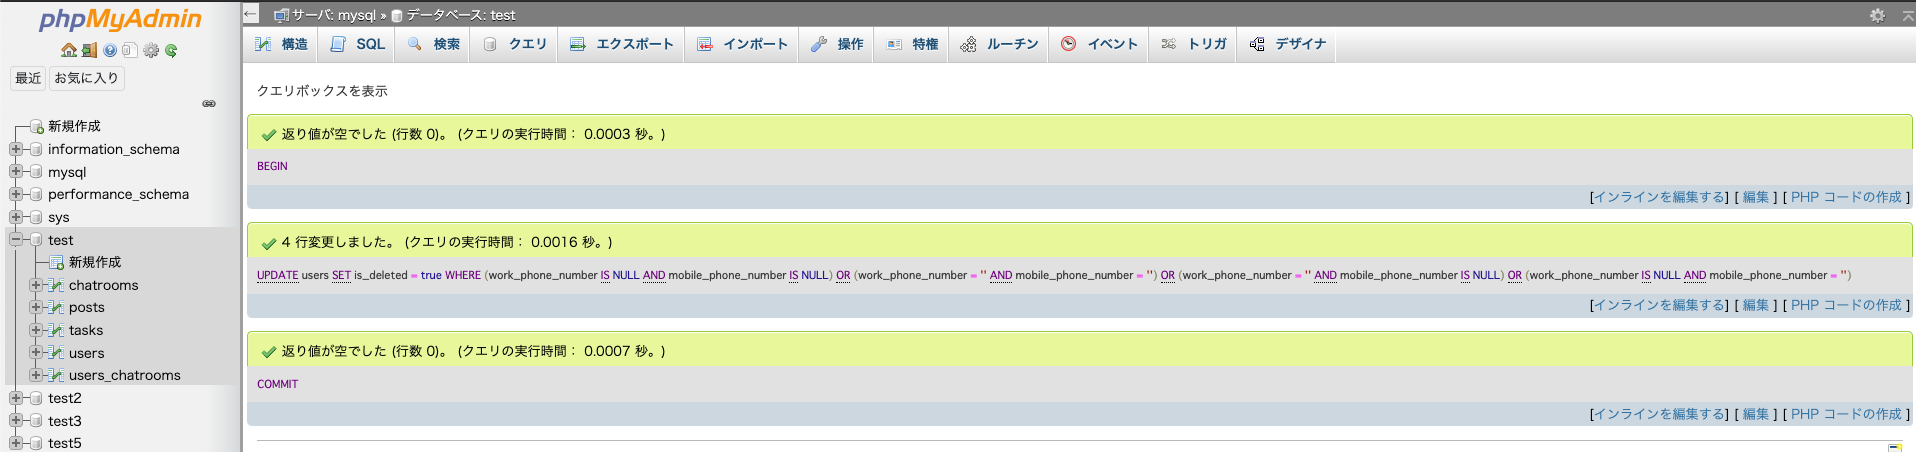 phpMyAdmin
最近 お気に入り
新規作成
information_schema
mysql
performance_schema
sys
test
新規作成
chatrooms
posts
tasks
users
users_chatrooms
test2
test3
test5
サーバ: mysql » データベース: test
構造 SQL 検索 クエリ エクスポート インポート 操作 特権 ルーチン イベント トリガ デザイナ
クエリボックスを表示
返り値が空でした (行数 0)。 (クエリの実行時間： 0.0003 秒。)
BEGIN
[インラインを編集する] [ 編集 ] [ PHP コードの作成 ]
4 行変更しました。 (クエリの実行時間： 0.0016 秒。)
UPDATE users SET is_deleted = true WHERE (work_phone_number IS NULL AND mobile_phone_number IS NULL) OR (work_phone_number = '' AND mobile_phone_number = '') OR (work_phone_number = '' AND mobile_phone_number IS NULL) OR (work_phone_number IS NULL AND mobile_phone_number = '')
[インラインを編集する] [ 編集 ] [ PHP コードの作成 ]
返り値が空でした (行数 0)。 (クエリの実行時間： 0.0007 秒。)
COMMIT
[インラインを編集する] [ 編集 ] [ PHP コードの作成 ]